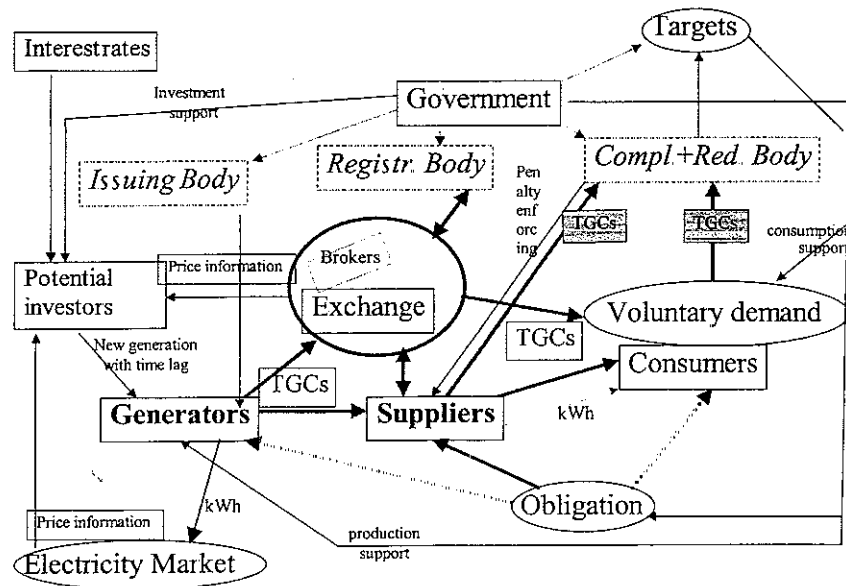 Targets
Interestrates
Investment
support
Government
Issuing Body
Registr. Body
Compl.+Red. Body
Pen
alty
enf
orc
ing
TGCs
TGCs
consumption
support
Price information
Brokers
Potential
investors
Exchange
Voluntary demand
TGCs
New generation
with time lag
TGCs
Consumers
Generators
Suppliers
kWh
Obligation
kWh
Price information
production
support
Electricity Market